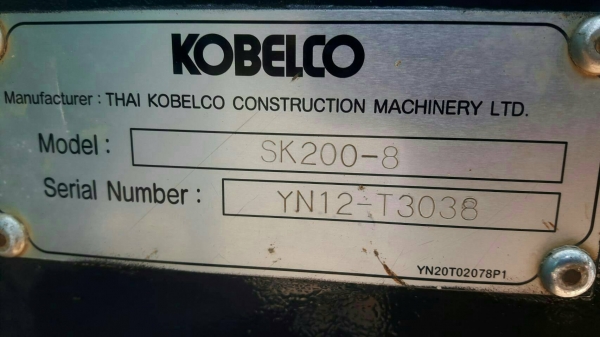 KOBELCO
Manufacturer : THAI KOBELCO CONSTRUCTION MACHINERY LTD.
Model : SK200-8
Serial Number : YN12-T3038
YN20T02078P1